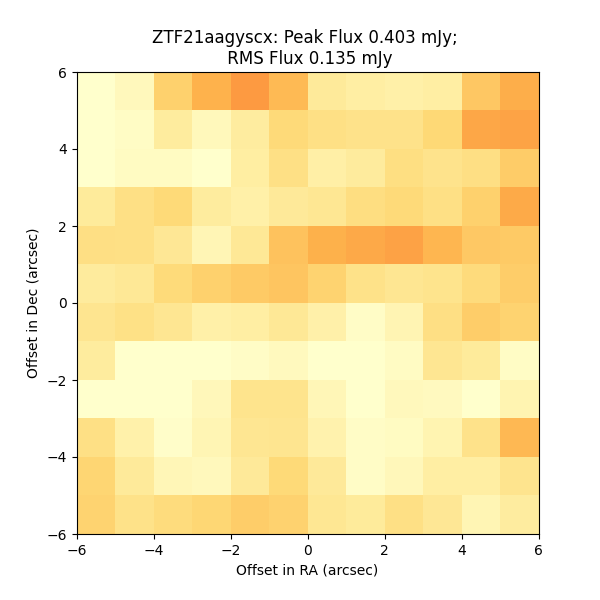 ZTF21aagyscx: Peak Flux 0.403 mJy;
RMS Flux 0.135 mJy
6
4
2
0
−2
−4
−6
Offset in Dec (arcsec)
−6 −4 −2 0 2 4 6
Offset in RA (arcsec)